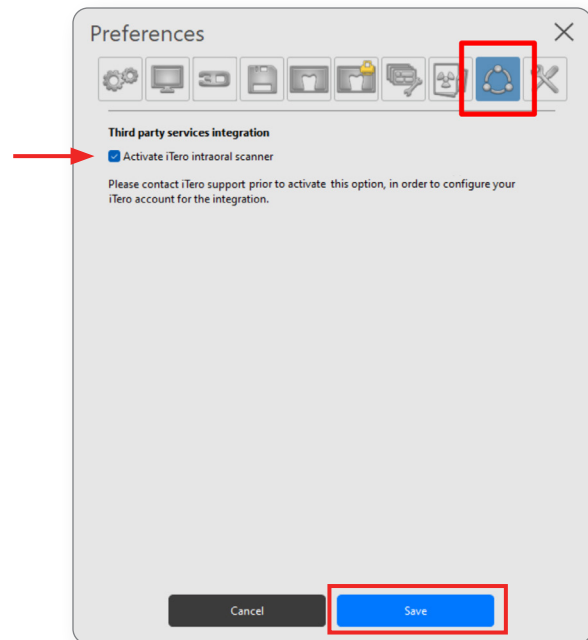 Preferences
3D
Third party services integration
Activate iTero intraoral scanner
Please contact iTero support prior to activate this option, in order to configure your
iTero account for the integration.
Cancel
Save